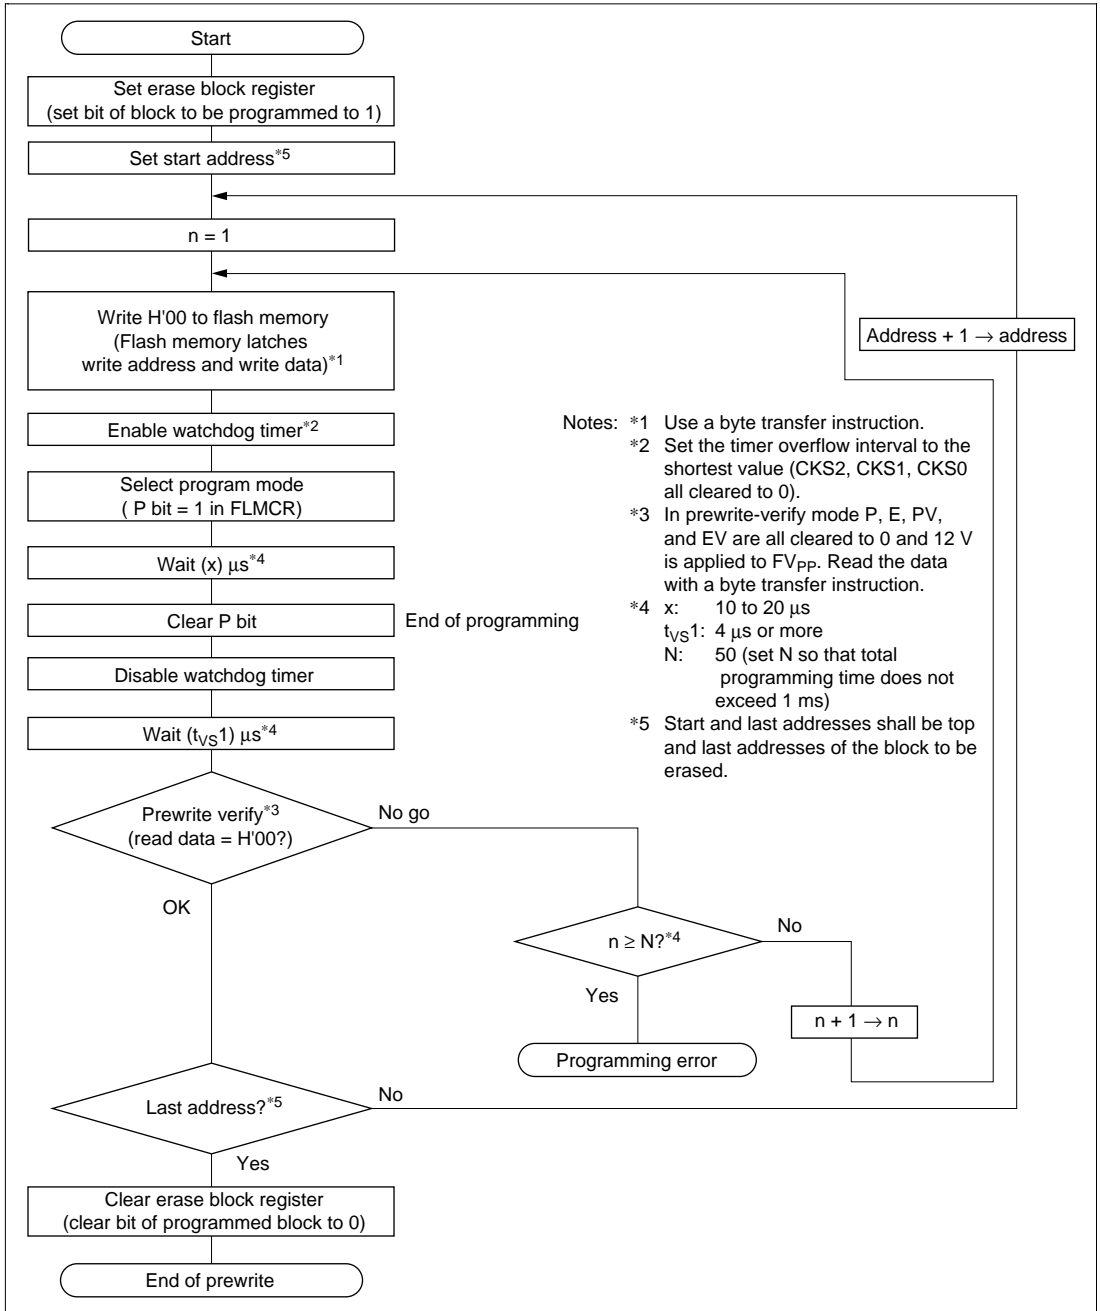 Start
Set erase block register
(set bit of block to be programmed to 1)
Set start address*5
n = 1
Write H'00 to flash memory
(Flash memory latches
write address and write data)*1
Address + 1 → address
Enable watchdog timer*2
Select program mode
( P bit = 1 in FLMCR)
Wait (x) μs*4
Clear P bit
End of programming
Disable watchdog timer
Wait (tVS1) μs*4
Notes: *1 Use a byte transfer instruction.
*2 Set the timer overflow interval to the
shortest value (CKS2, CKS1, CKS0
all cleared to 0).
*3 In prewrite-verify mode P, E, PV,
and EV are all cleared to 0 and 12 V
is applied to FVPP. Read the data
with a byte transfer instruction.
*4 x: 10 to 20 μs
tVS1: 4 μs or more
N: 50 (set N so that total
programming time does not
exceed 1 ms)
*5 Start and last addresses shall be top
and last addresses of the block to be
erased.
Prewrite verify*3
(read data = H'00?)
No go
OK
n ≥ N?*4
No
Yes
n + 1 → n
Programming error
Last address?*5
No
Yes
Clear erase block register
(clear bit of programmed block to 0)
End of prewrite